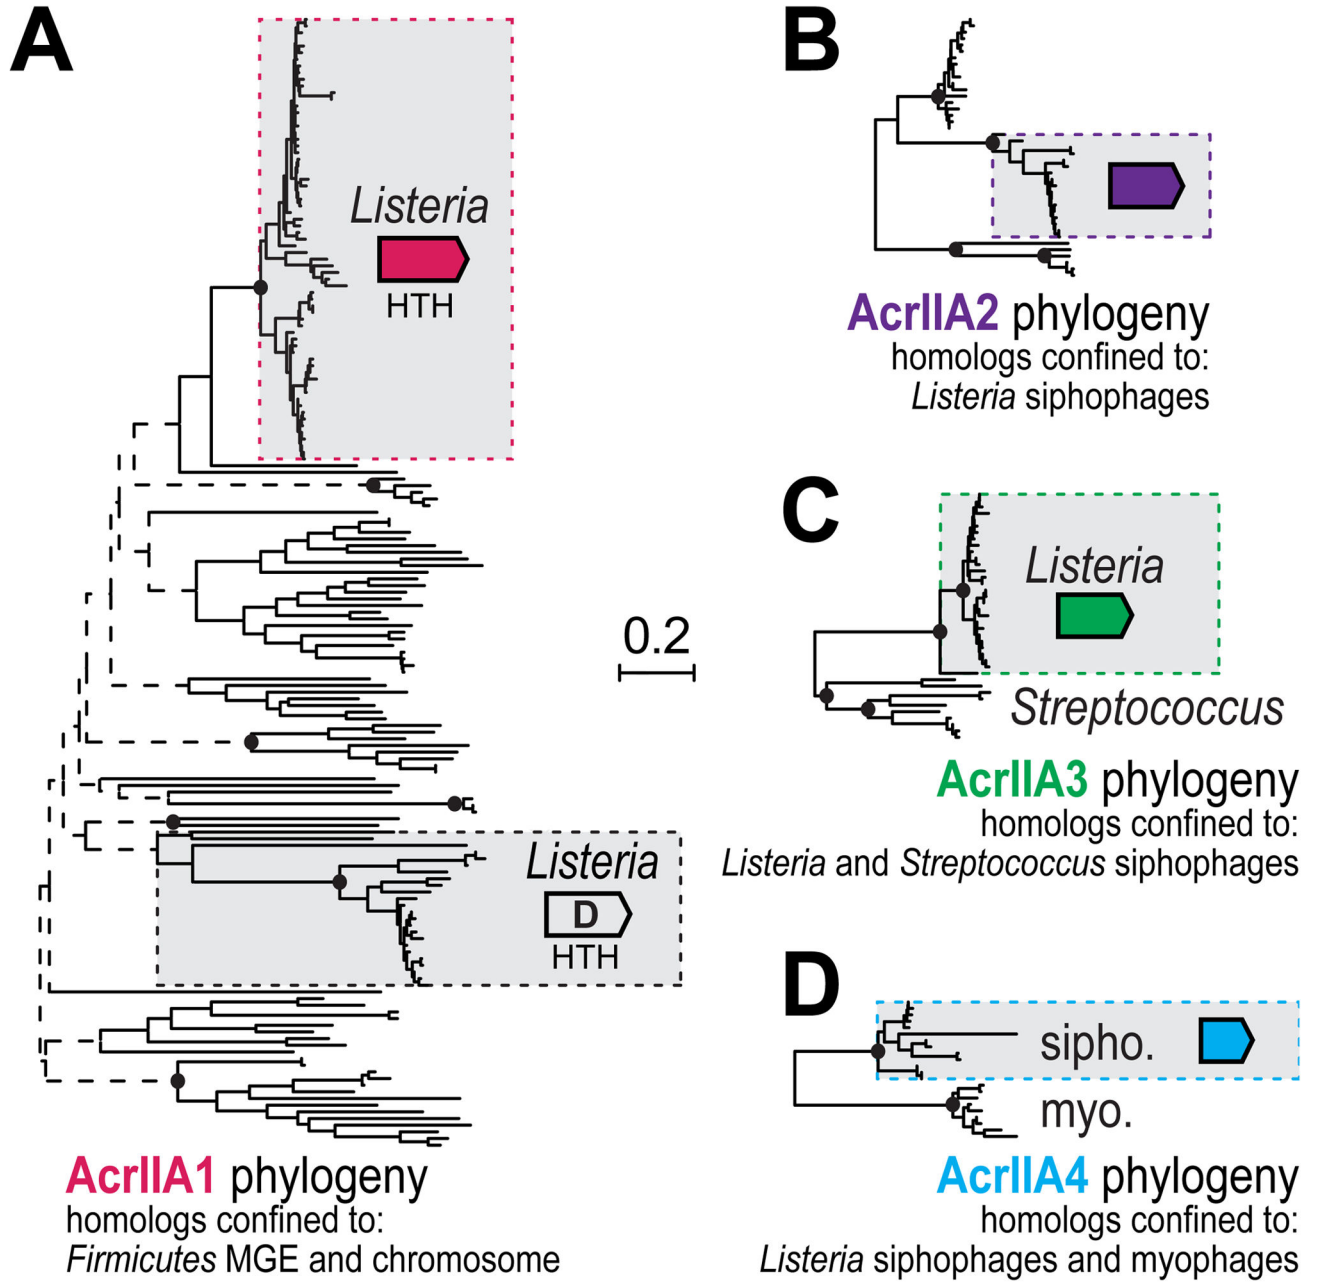 A
Listeria
HTH
Listeria
D
HTH
AcrIIA1 phylogeny
homologs confined to:
Firmicutes MGE and chromosome
0.2
B
AcrIIA2 phylogeny
homologs confined to:
Listeria siphophages
C
Listeria
Streptococcus
AcrIIA3 phylogeny
homologs confined to:
Listeria and Streptococcus siphophages
D
sipho.
myo.
AcrIIA4 phylogeny
homologs confined to:
Listeria siphophages and myophages